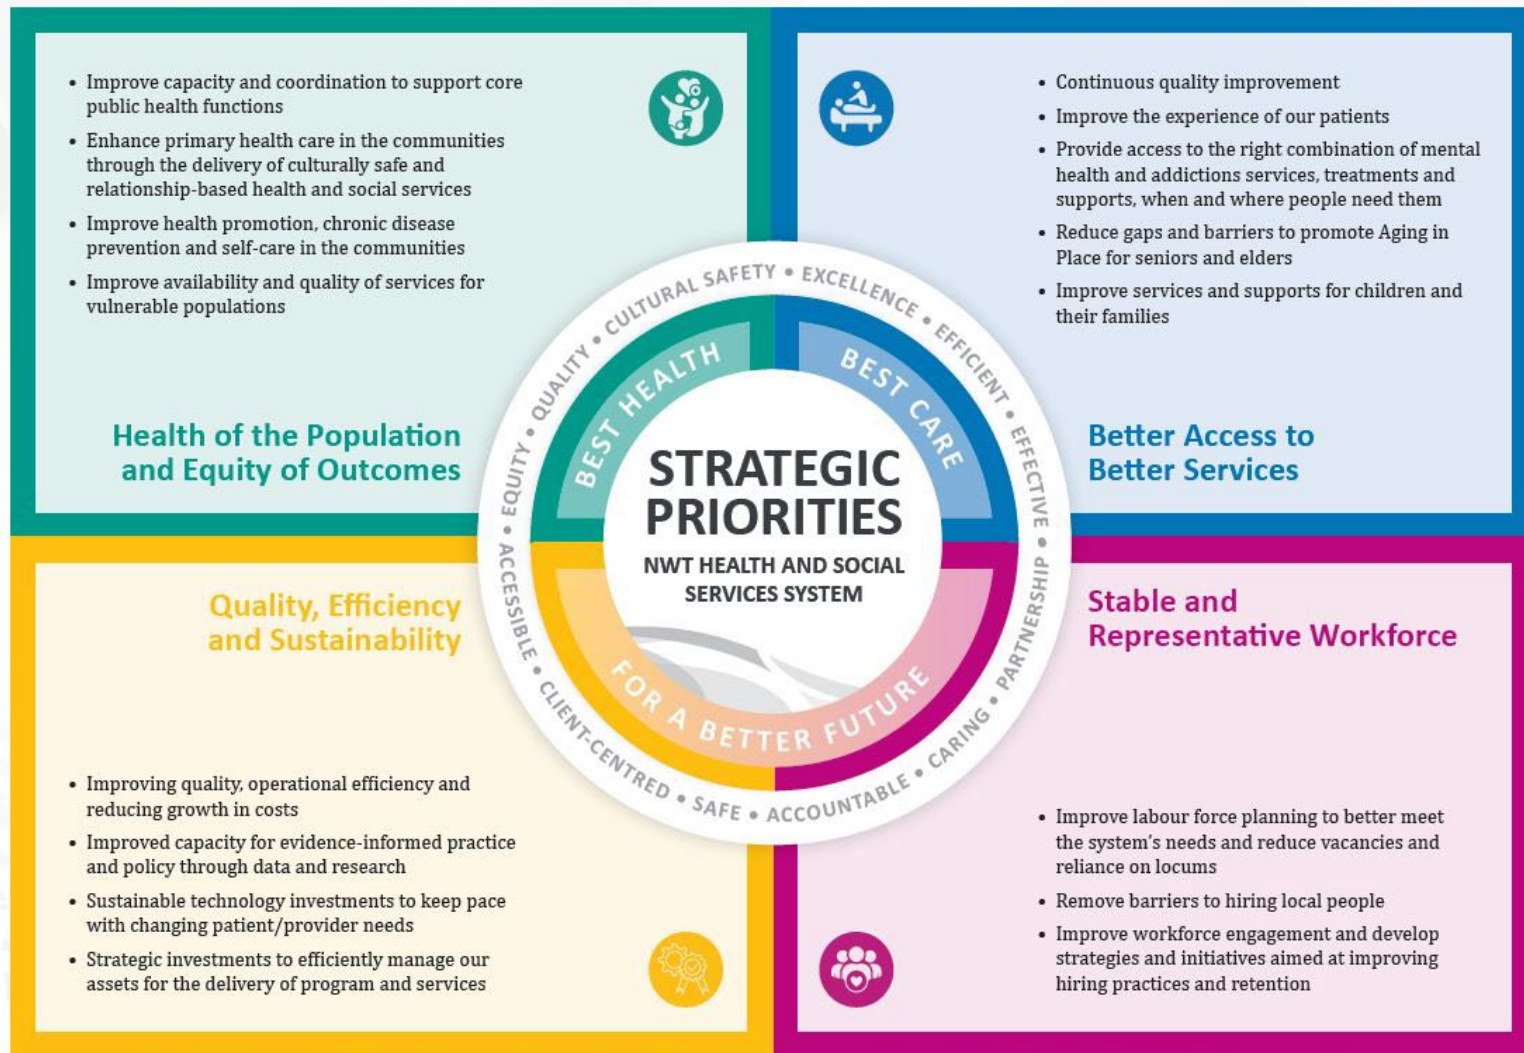 • Improve capacity and coordination to support core
public health functions
• Enhance primary health care in the communities
through the delivery of culturally safe and
relationship-based health and social services
• Improve health promotion, chronic disease
prevention and self-care in the communities
• Improve availability and quality of services for
vulnerable populations
Health of the Population
and Equity of Outcomes
• Continuous quality improvement
• Improve the experience of our patients
• Provide access to the right combination of mental
health and addictions services, treatments and
supports, when and where people need them
• Reduce gaps and barriers to promote Aging in
Place for seniors and elders
• Improve services and supports for children and
their families
Better Access to
Better Services
ACCESSIBLE • EQUITY • QUALITY • CULTURAL SAFETY • EXCELLENCE • EFFICIENT • EFFECTIVE •
CLIENT-CENTRED • SAFE • ACCOUNTABLE • CARING • PARTNERSHIP •
BEST HEALTH
BEST CARE
FOR A BETTER FUTURE
STRATEGIC
PRIORITIES
NWT HEALTH AND SOCIAL
SERVICES SYSTEM
Quality, Efficiency
and Sustainability
• Improving quality, operational efficiency and
reducing growth in costs
• Improved capacity for evidence-informed practice
and policy through data and research
• Sustainable technology investments to keep pace
with changing patient/provider needs
• Strategic investments to efficiently manage our
assets for the delivery of program and services
Stable and
Representative Workforce
• Improve labour force planning to better meet
the system's needs and reduce vacancies and
reliance on locums
• Remove barriers to hiring local people
• Improve workforce engagement and develop
strategies and initiatives aimed at improving
hiring practices and retention